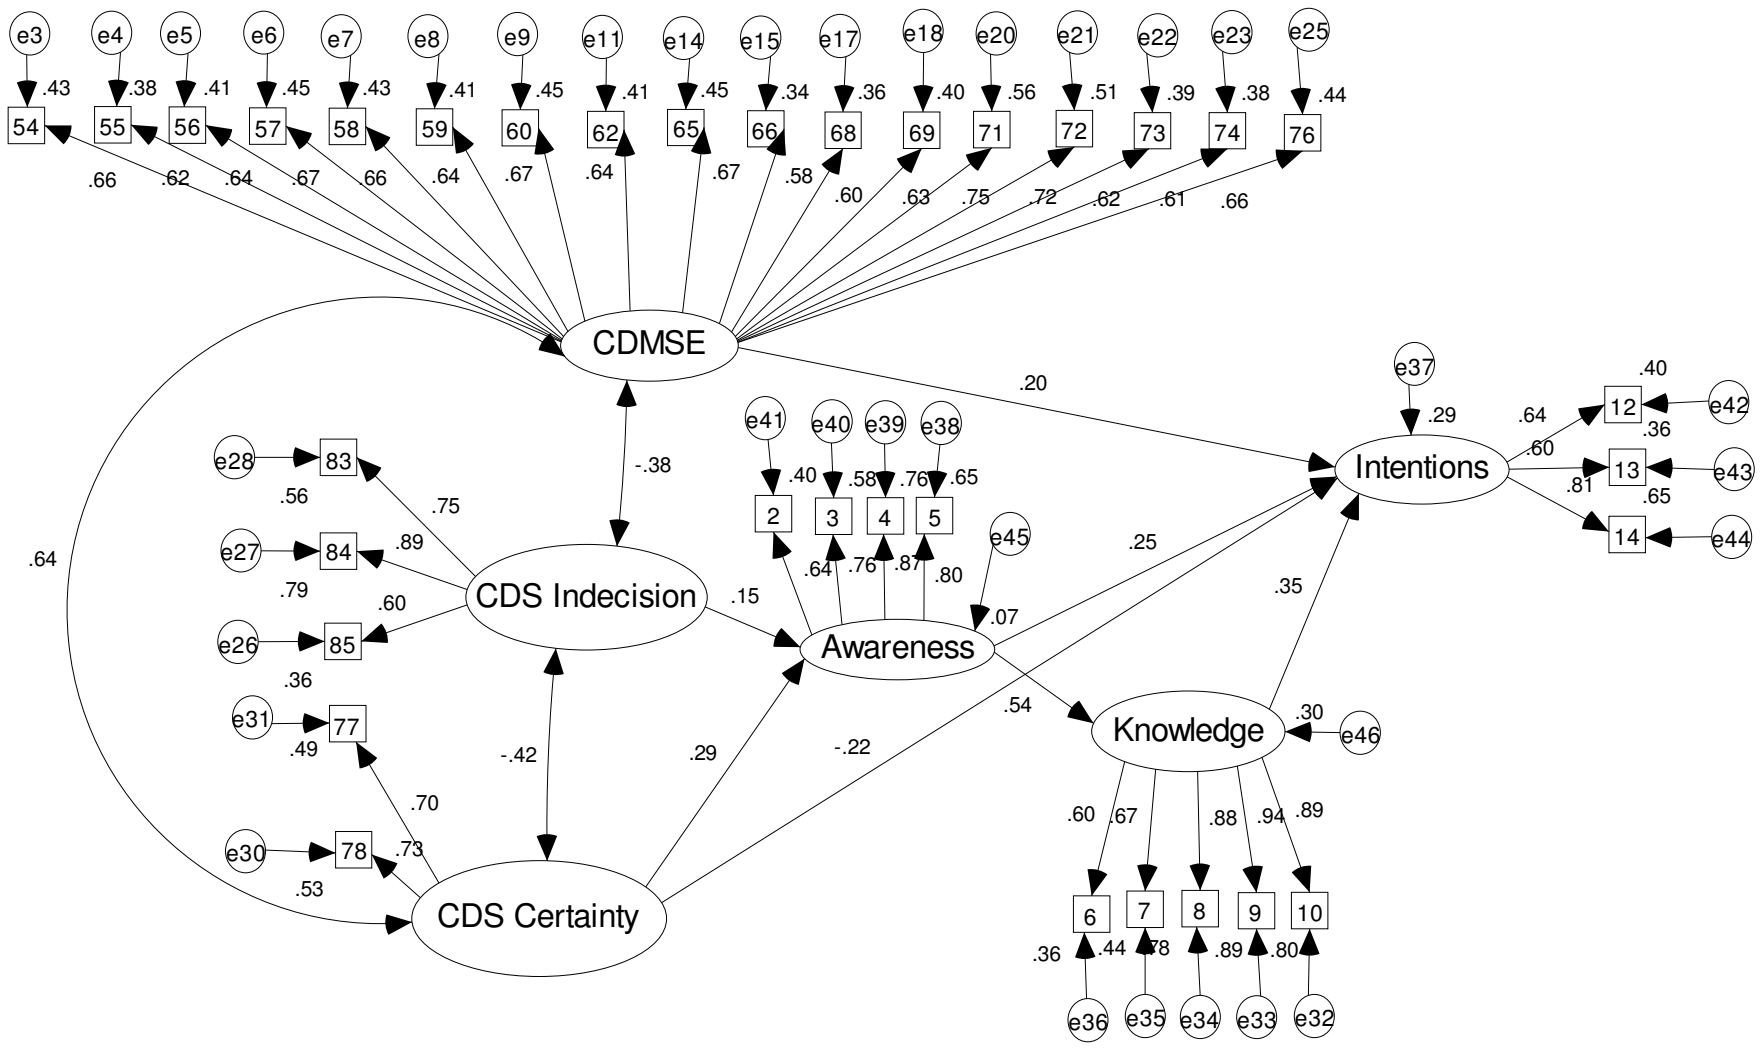 e3 e4 e5 e6 e7 e8 e9 e11 e14 e15 e17 e18 e20 e21 e22 e23 e25
.43 .38 .41 .45 .43 .41 .45 .41 .45 .34 .36 .40 .56 .51 .39 .38 .44
54 55 56 57 58 59 60 62 65 66 68 69 71 72 73 74 76
.66 .62 .64 .67 .66 .64 .67 .64 .67 .58 .60 .63 .75 .72 .62 .61 .66
CDMSE
.20
e37
.29
.40
.64 12 e42
.36
.60
Intentions
13 e43
.81 .65
14 e44
e41 e40 e39 e38
.40 .58 .76 .65
2 3 4 5
.64 .76 .87 .80
e45
.07
-.38
e28 83
.56
.75
e27 84
.89
.79
CDS Indecision
.60
e26 85
.36
.64
.15
.25
.35
Awareness
.54
e31 77
.49
-.42
.29
-.22
Knowledge
.30
e46
.70
e30 78
.73
.53
CDS Certainty
.60 .67 .88 .94 .89
6 7 8 9 10
.36 .44 .78 .89 .80
e36 e35 e34 e33 e32